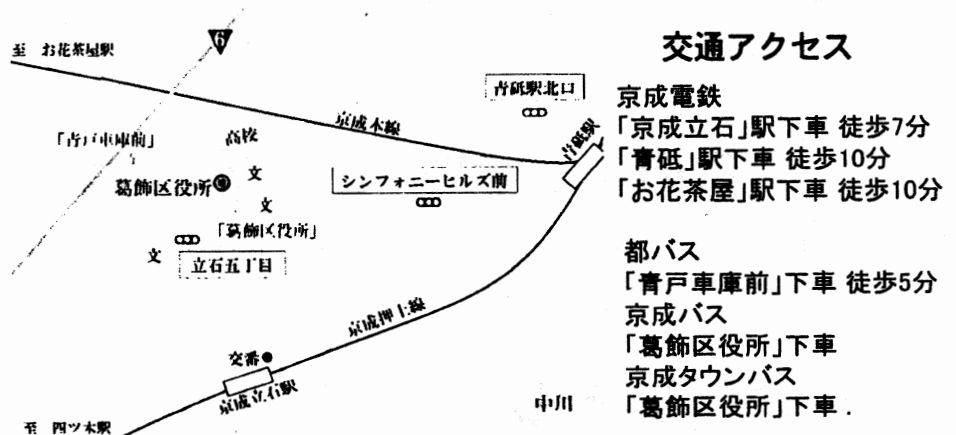 至 お花茶屋駅
6
青砥駅北口
京成本線
青砥駅
「青戸車庫前」
高校
文
葛飾区役所
シンフォニーヒルズ前
文
「葛飾区役所」
文
立石五丁目
京成押上線
交番
京成立石駅
中川
至 四ツ木駅
交通アクセス
京成電鉄
「京成立石」駅下車 徒歩7分
「青砥」駅下車 徒歩10分
「お花茶屋」駅下車 徒歩10分
都バス
「青戸車庫前」下車 徒歩5分
京成バス
「葛飾区役所」下車
京成タウンバス
「葛飾区役所」下車 .